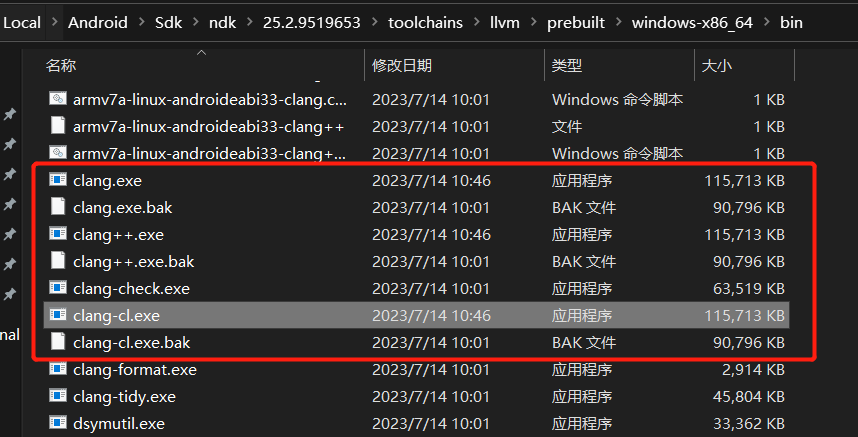 Local > Android > Sdk > ndk > 25.2.9519653 > toolchains > llvm > prebuilt > windows-x86_64 > bin
名称 修改日期 类型 大小
armv7a-linux-androideabi33-clang.c... 2023/7/14 10:01 Windows 命令脚本 1 KB
armv7a-linux-androideabi33-clang++ 2023/7/14 10:01 文件 1 KB
armv7a-linux-androideabi33-clang+... 2023/7/14 10:01 Windows 命令脚本 1 KB
clang.exe 2023/7/14 10:46 应用程序 115,713 KB
clang.exe.bak 2023/7/14 10:01 BAK 文件 90,796 KB
clang++.exe 2023/7/14 10:46 应用程序 115,713 KB
clang++.exe.bak 2023/7/14 10:01 BAK 文件 90,796 KB
clang-check.exe 2023/7/14 10:01 应用程序 63,519 KB
clang-cl.exe 2023/7/14 10:46 应用程序 115,713 KB
nal
clang-cl.exe.bak 2023/7/14 10:01 BAK 文件 90,796 KB
clang-format.exe 2023/7/14 10:01 应用程序 2,914 KB
clang-tidy.exe 2023/7/14 10:01 应用程序 45,804 KB
dsymutil.exe 2023/7/14 10:01 应用程序 33,362 KB